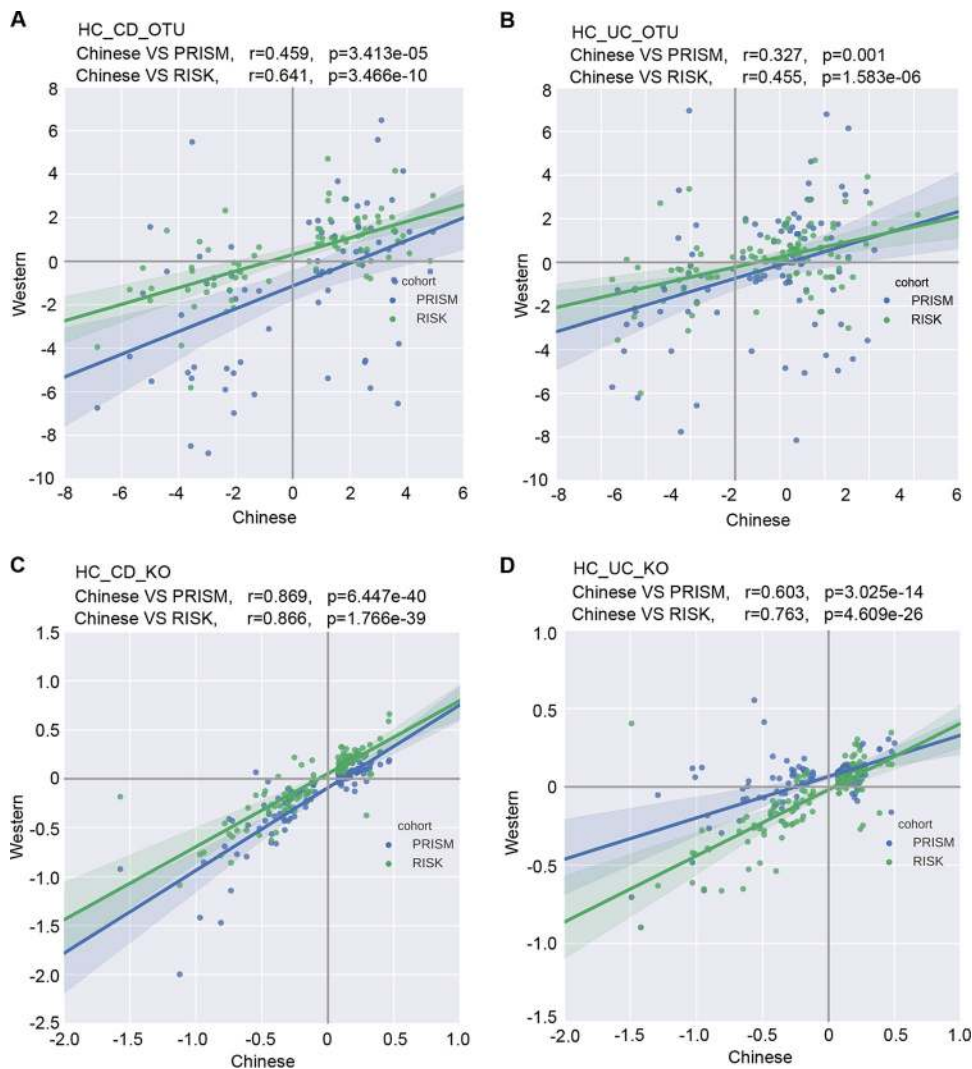 A
HC_CD_OTU
Chinese VS PRISM, r=0.459, p=3.413e-05
Chinese VS RISK, r=0.641, p=3.466e-10
8
6
4
2
0
-2
-4
-6
-8
-10
Western
cohort
PRISM
RISK
-8 -6 -4 -2 0 2 4 6
Chinese
B
HC_UC_OTU
Chinese VS PRISM, r=0.327, p=0.001
Chinese VS RISK, r=0.455, p=1.583e-06
8
6
4
2
0
-2
-4
-6
-8
-10
Western
cohort
PRISM
RISK
-8 -6 -4 -2 0 2 4 6
Chinese
C
HC_CD_KO
Chinese VS PRISM, r=0.869, p=6.447e-40
Chinese VS RISK, r=0.866, p=1.766e-39
1.5
1.0
0.5
0
-0.5
-1.0
-1.5
-2.0
-2.5
Western
cohort
PRISM
RISK
-2.0 -1.5 -1.0 -0.5 0 0.5 1.0
Chinese
D
HC_UC_KO
Chinese VS PRISM, r=0.603, p=3.025e-14
Chinese VS RISK, r=0.763, p=4.609e-26
1.0
0.5
0
-0.5
-1.0
-1.5
Western
cohort
PRISM
RISK
-2.0 -1.5 -1.0 -0.5 0 0.5 1.0
Chinese